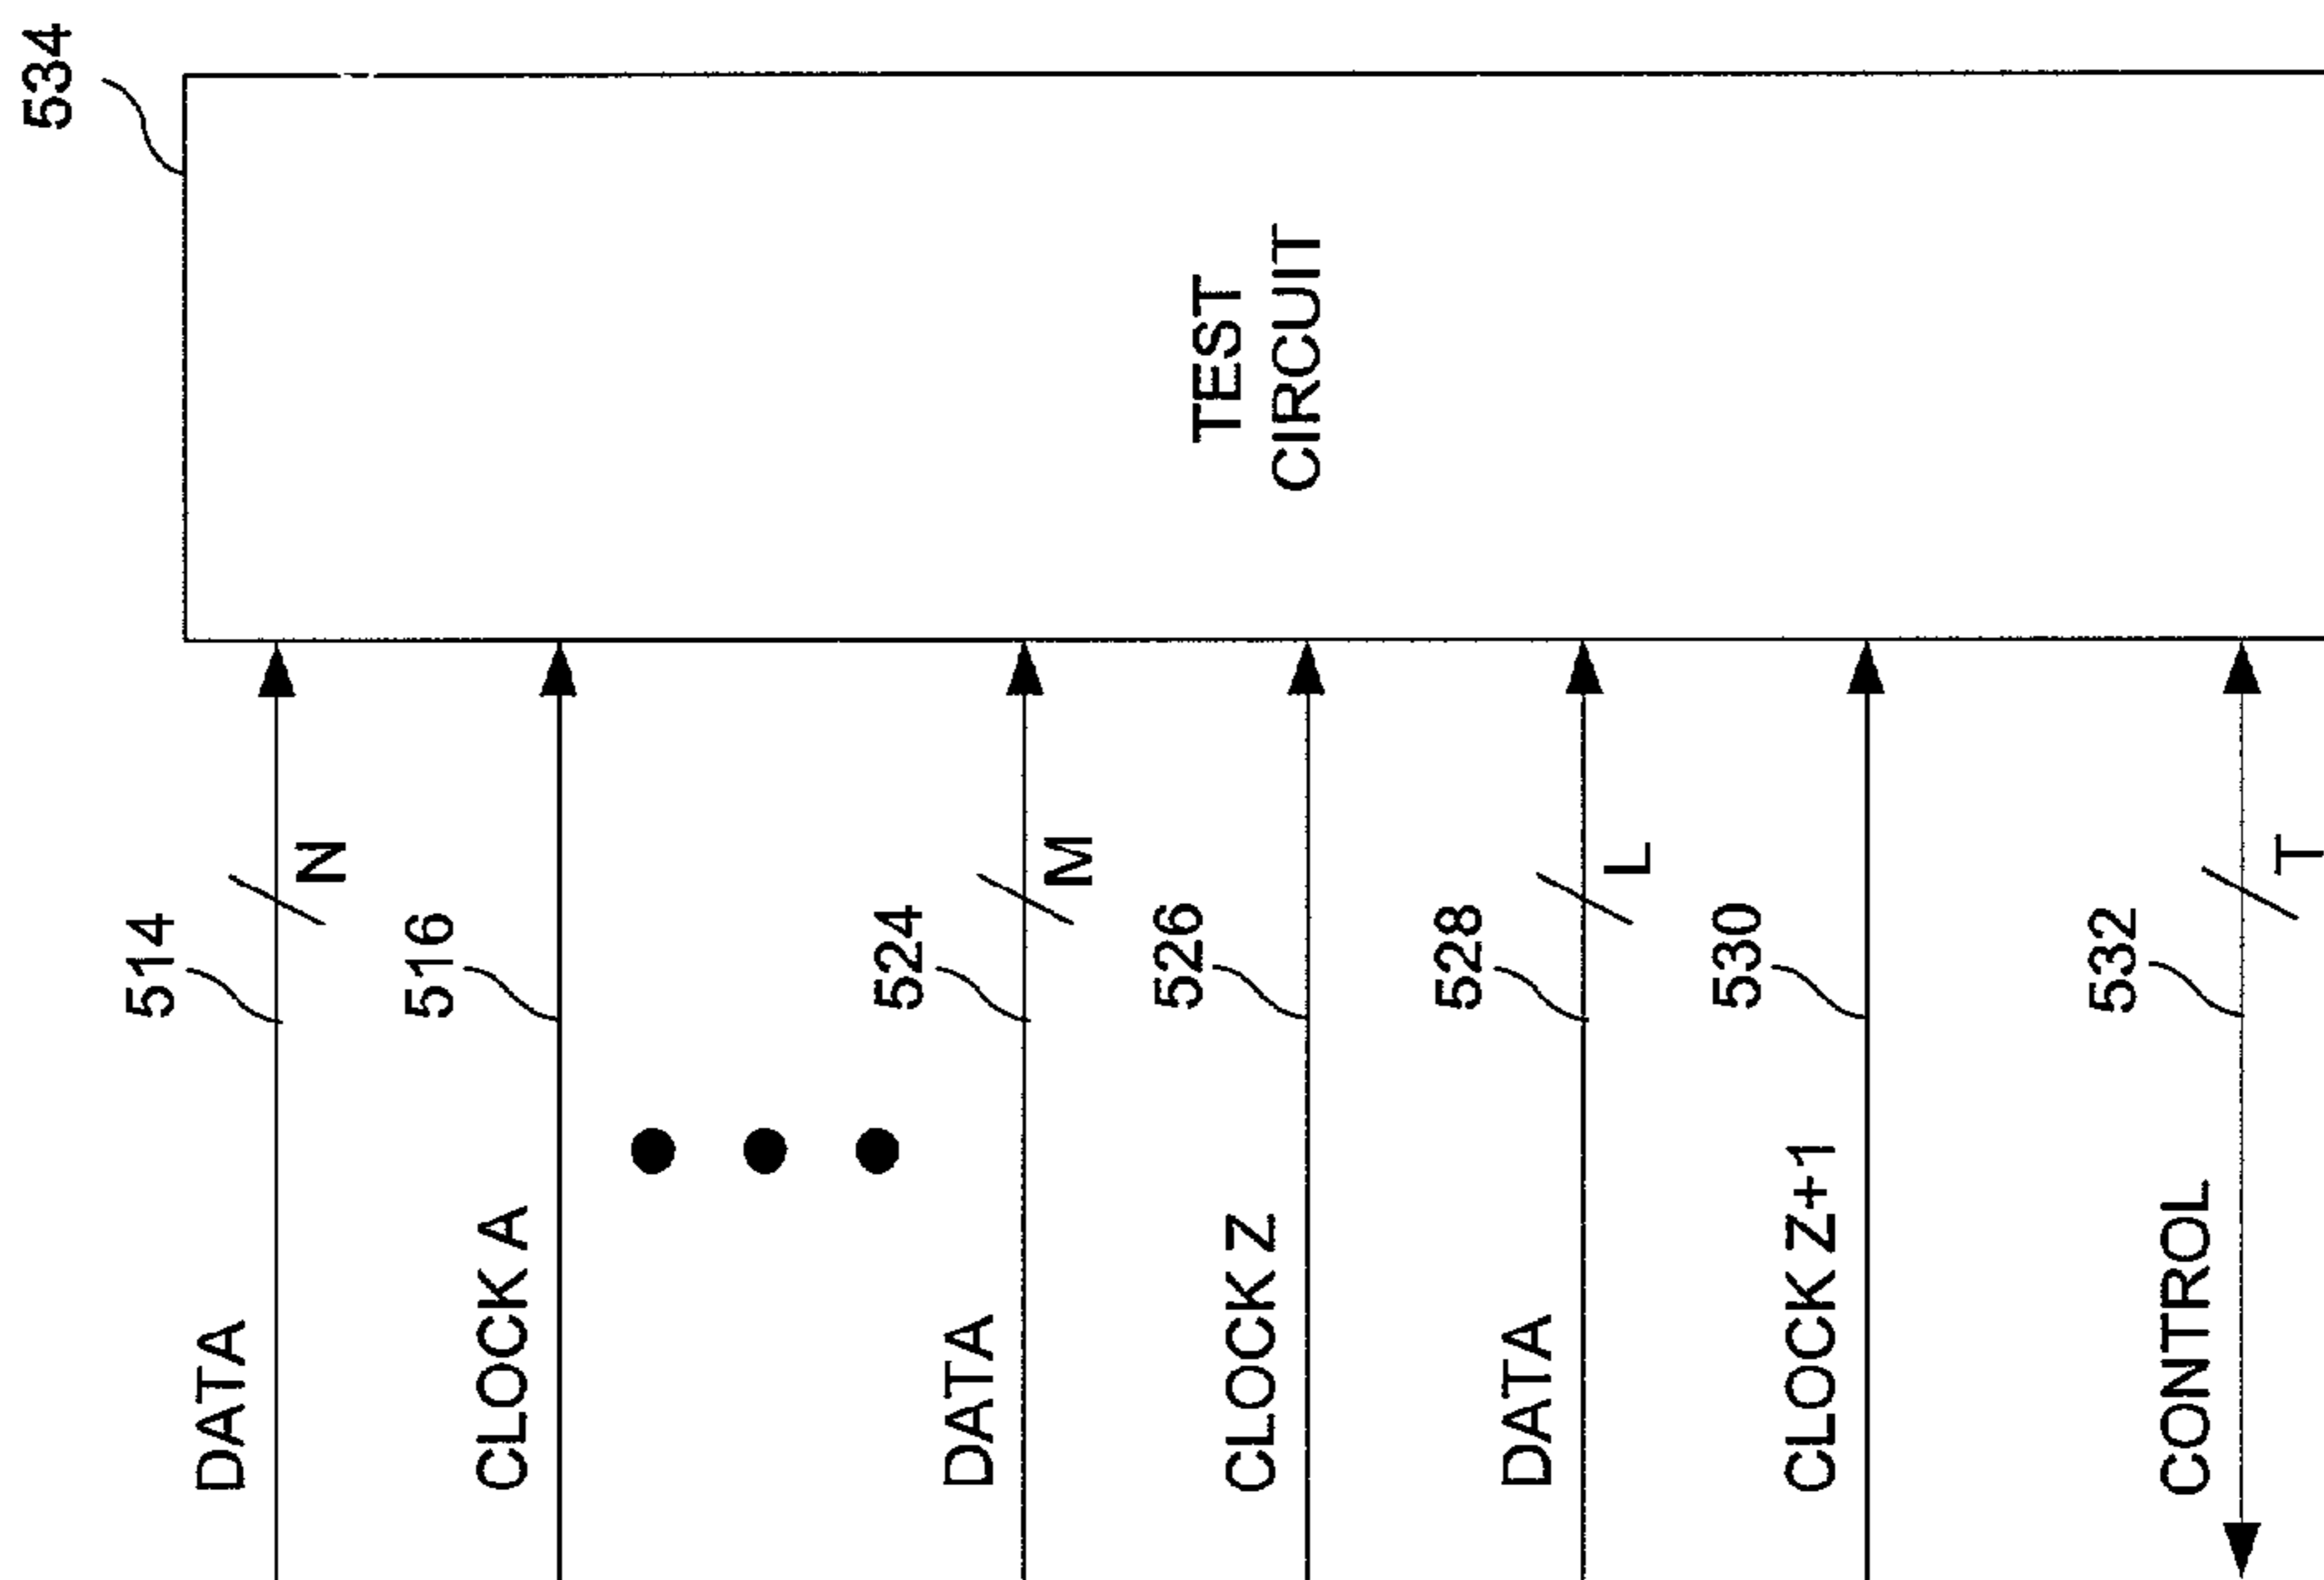 534
TEST
CIRCUIT
514
N
516
524
M
526
528
L
530
532
T
DATA
CLOCK A
DATA
CLOCK Z
DATA
CLOCK Z+1
CONTROL